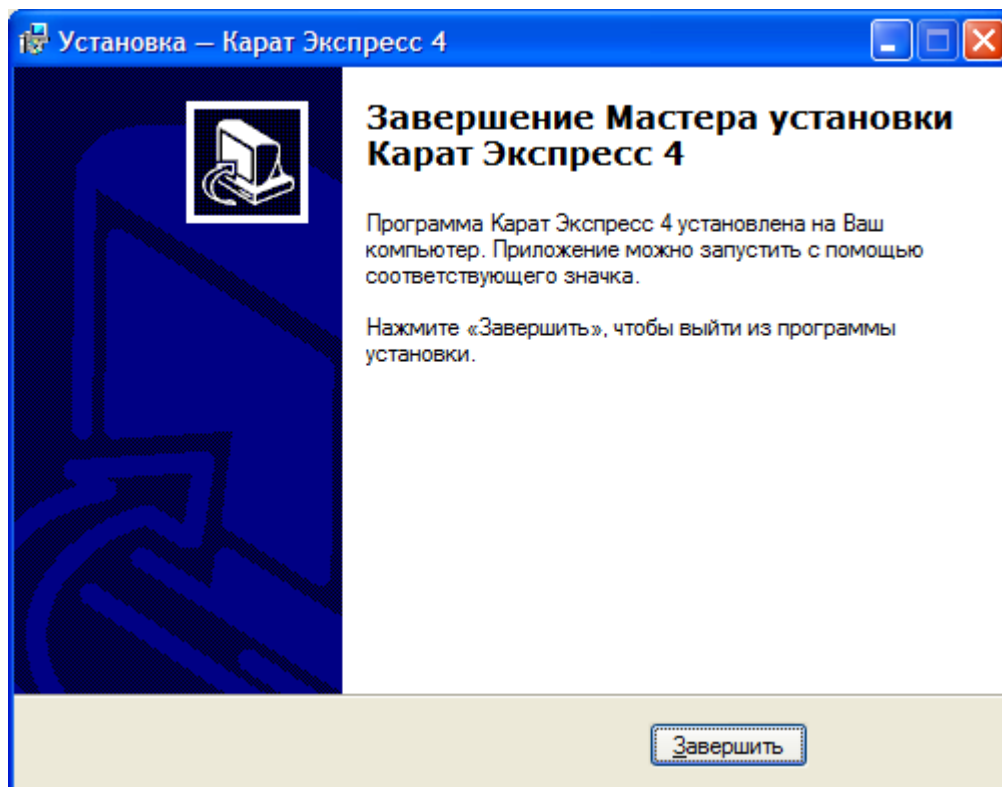 Установка — Карат Экспресс 4
Завершение Мастера установки
Карат Экспресс 4
Программа Карат Экспресс 4 установлена на Ваш
компьютер. Приложение можно запустить с помощью
соответствующего значка.
Нажмите «Завершить», чтобы выйти из программы
установки.
Завершить